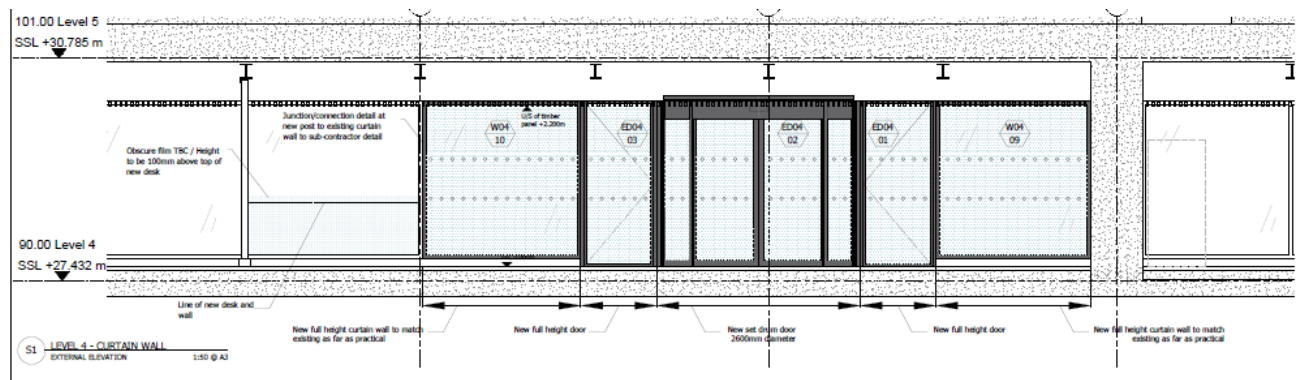 101.00 Level 5
SSL +30.785 m
Junction/connection detail at
new post to existing curtain
wall to sub-contractor detail
U/S of timber
panel +2.200m
W04
10
ED04
03
ED04
02
ED04
01
W04
09
Obscure film TBC / Height
to be 100mm above top of
new desk
90.00 Level 4
SSL +27.432 m
Line of new desk and
wall
New full height curtain wall to match
existing as far as practical
New full height door
New set drum door
2600mm diameter
New full height door
New full height curtain wall to match
existing as far as practical
S1
LEVEL 4 - CURTAIN WALL
EXTERNAL ELEVATION
1:50 @ A3